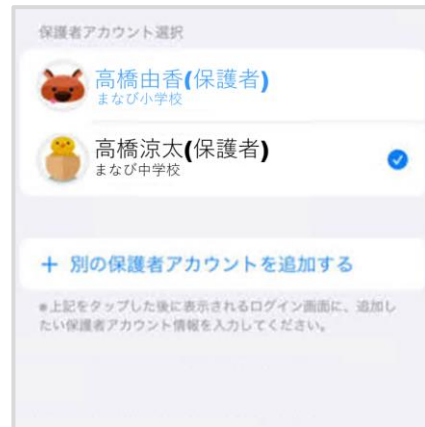 保護者アカウント選択
高橋由香(保護者)
まなび小学校
高橋涼太(保護者)
まなび中学校
+ 別の保護者アカウントを追加する
※上記をタップした後に表示されるログイン画面に、追加し
たい保護者アカウント情報を入力してください。